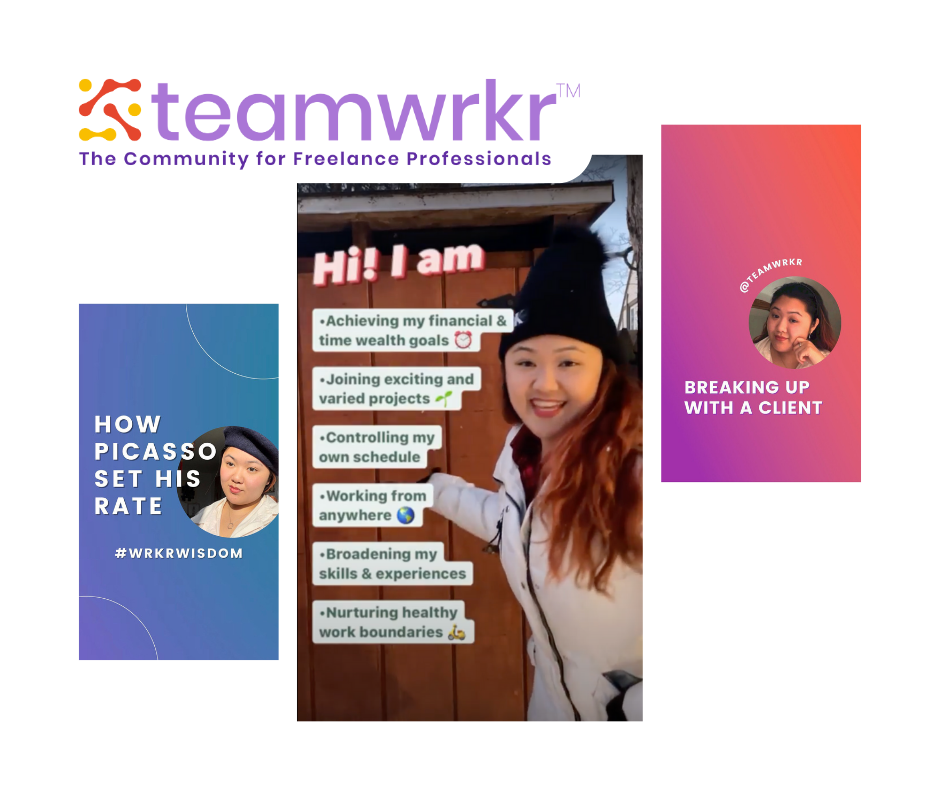 teamwrkr™
The Community for Freelance Professionals
HOW
PICASSO
SET HIS
RATE
#WRKRWISDOM
Hi! I am
•Achieving my financial &
time wealth goals ⏰
•Joining exciting and
varied projects 🌱
•Controlling my
own schedule
•Working from
anywhere 🌎
•Broadening my
skills & experiences
•Nurturing healthy
work boundaries 🛵
@TEAMWRKR
BREAKING UP
WITH A CLIENT